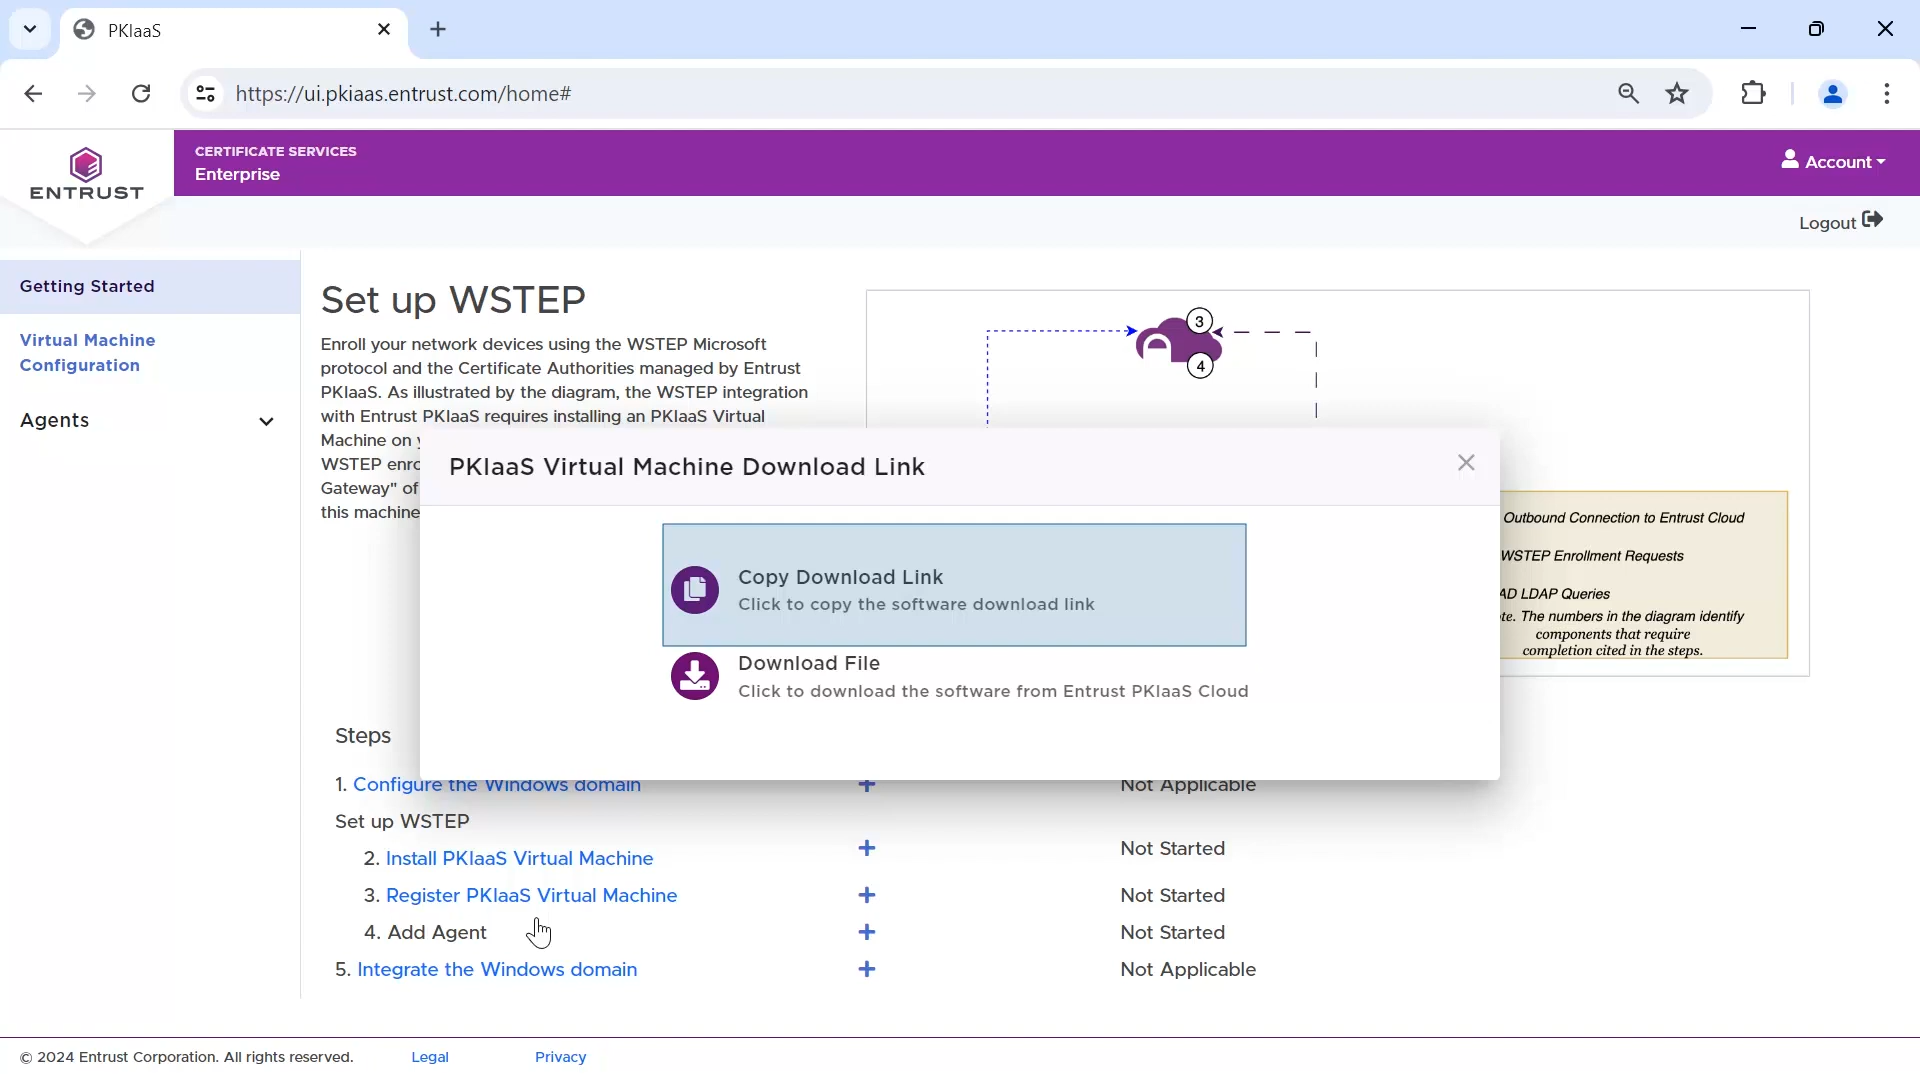 PKIaaS
https://ui.pkiaas.entrust.com/home#
ENTRUST
CERTIFICATE SERVICES
Enterprise
Account
Logout
Getting Started
Virtual Machine
Configuration
Agents
Set up WSTEP
Enroll your network devices using the WSTEP Microsoft
protocol and the Certificate Authorities managed by Entrust
PKIaaS. As illustrated by the diagram, the WSTEP integration
with Entrust PKIaaS requires installing an PKIaaS Virtual
Machine on
WSTEP enro
Gateway" of
this machine
3
4
Outbound Connection to Entrust Cloud
WSTEP Enrollment Requests
AD LDAP Queries
te. The numbers in the diagram identify
components that require
completion cited in the steps.
PKIaaS Virtual Machine Download Link
Copy Download Link
Click to copy the software download link
Download File
Click to download the software from Entrust PKIaaS Cloud
Steps
1. Configure the Windows domain + Not Applicable
Set up WSTEP
2. Install PKIaaS Virtual Machine + Not Started
3. Register PKIaaS Virtual Machine + Not Started
4. Add Agent + Not Started
5. Integrate the Windows domain + Not Applicable
© 2024 Entrust Corporation. All rights reserved. Legal Privacy